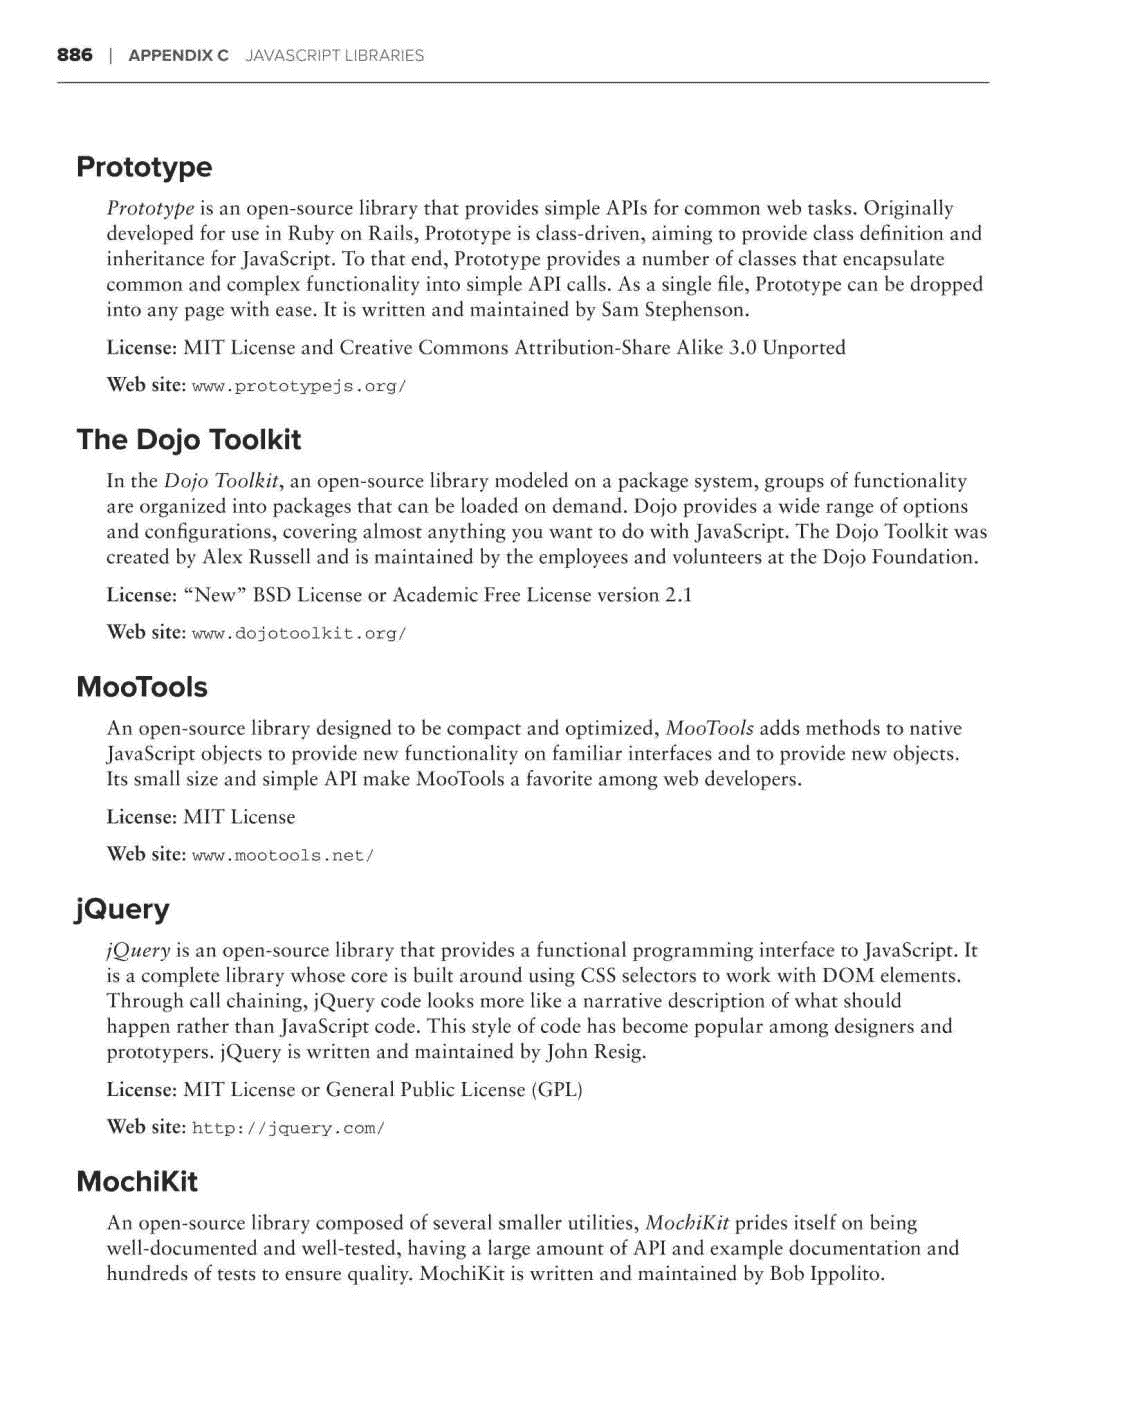 886 | APPENDIX C JAVASCRIPT LIBRARIES
Prototype
Prototype is an open-source library that provides simple APIs for common web tasks. Originally
developed for use in Ruby on Rails, Prototype is class-driven, aiming to provide class definition and
inheritance for JavaScript. To that end, Prototype provides a number of classes that encapsulate
common and complex functionality into simple API calls. As a single file, Prototype can be dropped
into any page with ease. It is written and maintained by Sam Stephenson.
License: MIT License and Creative Commons Attribution-Share Alike 3.0 Unported
Web site: www.prototypejs.org/
The Dojo Toolkit
In the Dojo Toolkit, an open-source library modeled on a package system, groups of functionality
are organized into packages that can be loaded on demand. Dojo provides a wide range of options
and configurations, covering almost anything you want to do with JavaScript. The Dojo Toolkit was
created by Alex Russell and is maintained by the employees and volunteers at the Dojo Foundation.
License: “New” BSD License or Academic Free License version 2.1
Web site: www.dojotoolkit.org/
MooTools
An open-source library designed to be compact and optimized, MooTools adds methods to native
JavaScript objects to provide new functionality on familiar interfaces and to provide new objects.
Its small size and simple API make MooTools a favorite among web developers.
License: MIT License
Web site: www.mootools.net/
jQuery
jQuery is an open-source library that provides a functional programming interface to JavaScript. It
is a complete library whose core is built around using CSS selectors to work with DOM elements.
Through call chaining, jQuery code looks more like a narrative description of what should
happen rather than JavaScript code. This style of code has become popular among designers and
prototypers. jQuery is written and maintained by John Resig.
License: MIT License or General Public License (GPL)
Web site: http://jquery.com/
MochiKit
An open-source library composed of several smaller utilities, MochiKit prides itself on being
well-documented and well-tested, having a large amount of API and example documentation and
hundreds of tests to ensure quality. MochiKit is written and maintained by Bob Ippolito.